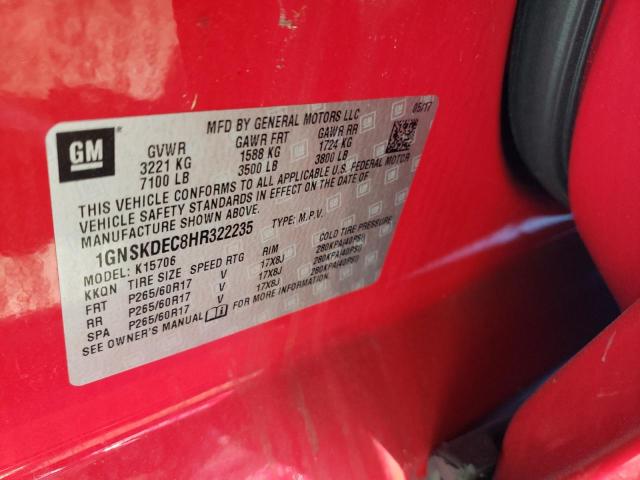 GM
MFD BY GENERAL MOTORS LLC 05/17
GVWR GAWR FRT GAWR RR
3221 KG 1588 KG 1724 KG
7100 LB 3500 LB 3800 LB
THIS VEHICLE CONFORMS TO ALL APPLICABLE U.S. FEDERAL MOTOR
VEHICLE SAFETY STANDARDS IN EFFECT ON THE DATE OF
MANUFACTURE SHOWN ABOVE.
1GNSKDEC8HR322235 TYPE: M.P.V.
MODEL: K15706
KKQN TIRE SIZE SPEED RTG RIM COLD TIRE PRESSURE
FRT P265/60R17 V 17X8J 280KPA(40PSI)
RR P265/60R17 V 17X8J 280KPA(40PSI)
SPA P265/60R17 V 17X8J 280KPA(40PSI)
SEE OWNER'S MANUAL FOR MORE INFORMATION.